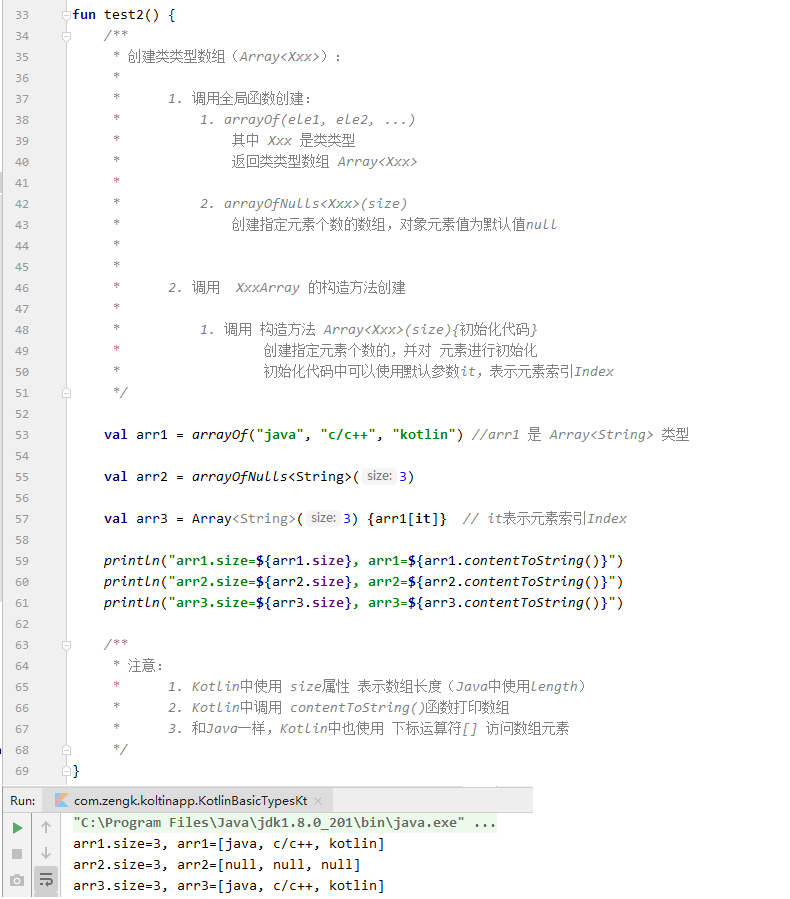 33 fun test2() {
34 /**
35 * 创建类类型数组（Array<Xxx>）：
36 *
37 * 1. 调用全局函数创建：
38 * 1. arrayOf(ele1, ele2, ...)
39 * 其中 Xxx 是类类型
40 * 返回类类型数组 Array<Xxx>
41 *
42 * 2. arrayOfNulls<Xxx>(size)
43 * 创建指定元素个数的数组，对象元素值为默认值null
44 *
45 *
46 * 2. 调用 XxxArray 的构造方法创建
47 *
48 * 1. 调用 构造方法 Array<Xxx>(size){初始化代码}
49 * 创建指定元素个数的，并对 元素进行初始化
50 * 初始化代码中可以使用默认参数it，表示元素索引Index
51 */
52
53 val arr1 = arrayOf("java", "c/c++", "kotlin") //arr1 是 Array<String> 类型
54
55 val arr2 = arrayOfNulls<String>( size: 3)
56
57 val arr3 = Array<String>( size: 3) {arr1[it]} // it表示元素索引Index
58
59 println("arr1.size=${arr1.size}, arr1=${arr1.contentToString()}")
60 println("arr2.size=${arr2.size}, arr2=${arr2.contentToString()}")
61 println("arr3.size=${arr3.size}, arr3=${arr3.contentToString()}")
62
63 /**
64 * 注意：
65 * 1. Kotlin中使用 size属性 表示数组长度（Java中使用length）
66 * 2. Kotlin中调用 contentToString()函数打印数组
67 * 3. 和Java一样，Kotlin中也使用 下标运算符[] 访问数组元素
68 */
69 }
Run: com.zengk.koltinapp.KotlinBasicTypesKt ×
"C:\Program Files\Java\jdk1.8.0_201\bin\java.exe" ...
arr1.size=3, arr1=[java, c/c++, kotlin]
arr2.size=3, arr2=[null, null, null]
arr3.size=3, arr3=[java, c/c++, kotlin]